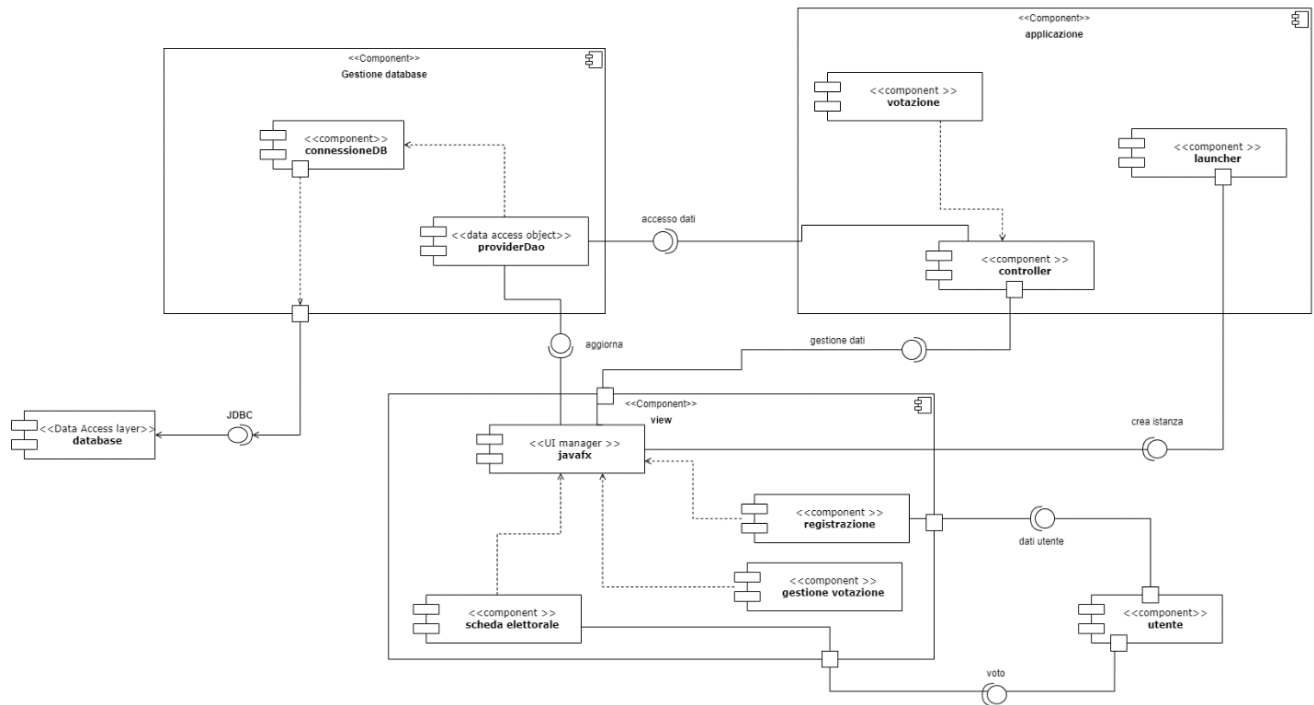 <<Component>>
applicazione
<<Component>>
Gestione database
<<component >>
votazione
<<component>>
connessioneDB
<<component >>
launcher
accesso dati
<<data access object>>
providerDao
<<component >>
controller
aggiorna
gestione dati
<<Component>>
view
JDBC
<<Data Access layer>>
database
<<UI manager >>
javafx
crea istanza
<<component >>
registrazione
dati utente
<<component >>
gestione votazione
<<component >>
scheda elettorale
<<component>>
utente
voto